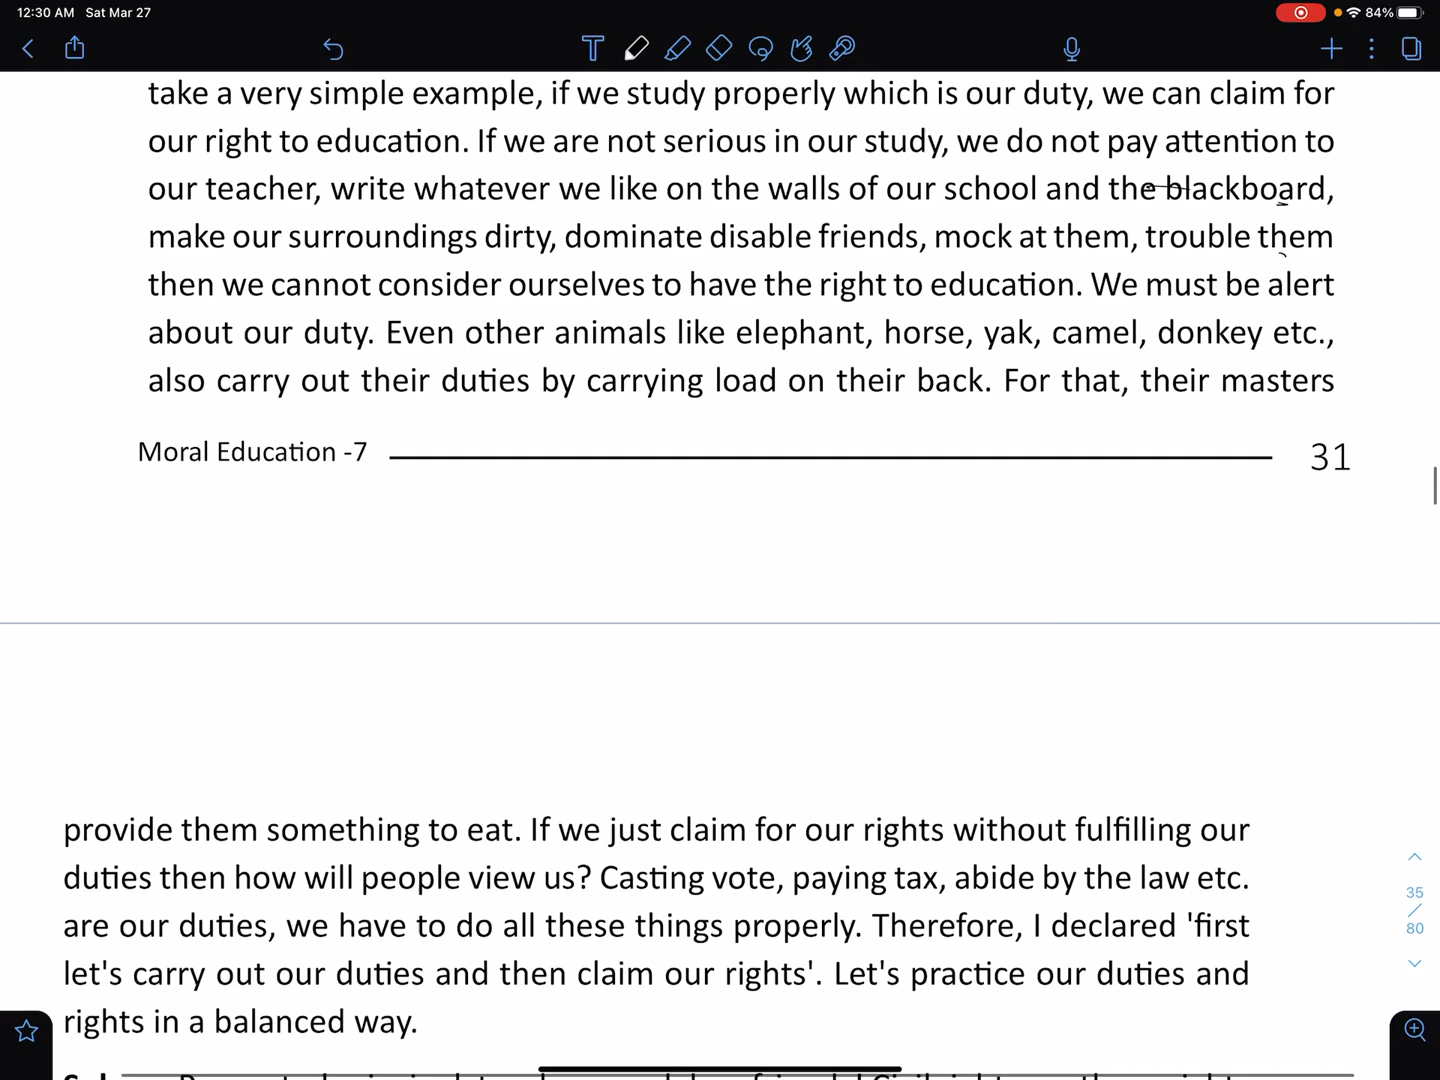 12:30 AM Sat Mar 27
84%
take a very simple example, if we study properly which is our duty, we can claim for
our right to education. If we are not serious in our study, we do not pay attention to
our teacher, write whatever we like on the walls of our school and the blackboard,
make our surroundings dirty, dominate disable friends, mock at them, trouble them
then we cannot consider ourselves to have the right to education. We must be alert
about our duty. Even other animals like elephant, horse, yak, camel, donkey etc.,
also carry out their duties by carrying load on their back. For that, their masters
Moral Education -7 31
provide them something to eat. If we just claim for our rights without fulfilling our
duties then how will people view us? Casting vote, paying tax, abide by the law etc.
are our duties, we have to do all these things properly. Therefore, I declared 'first
let's carry out our duties and then claim our rights'. Let's practice our duties and
rights in a balanced way.
35
/
80